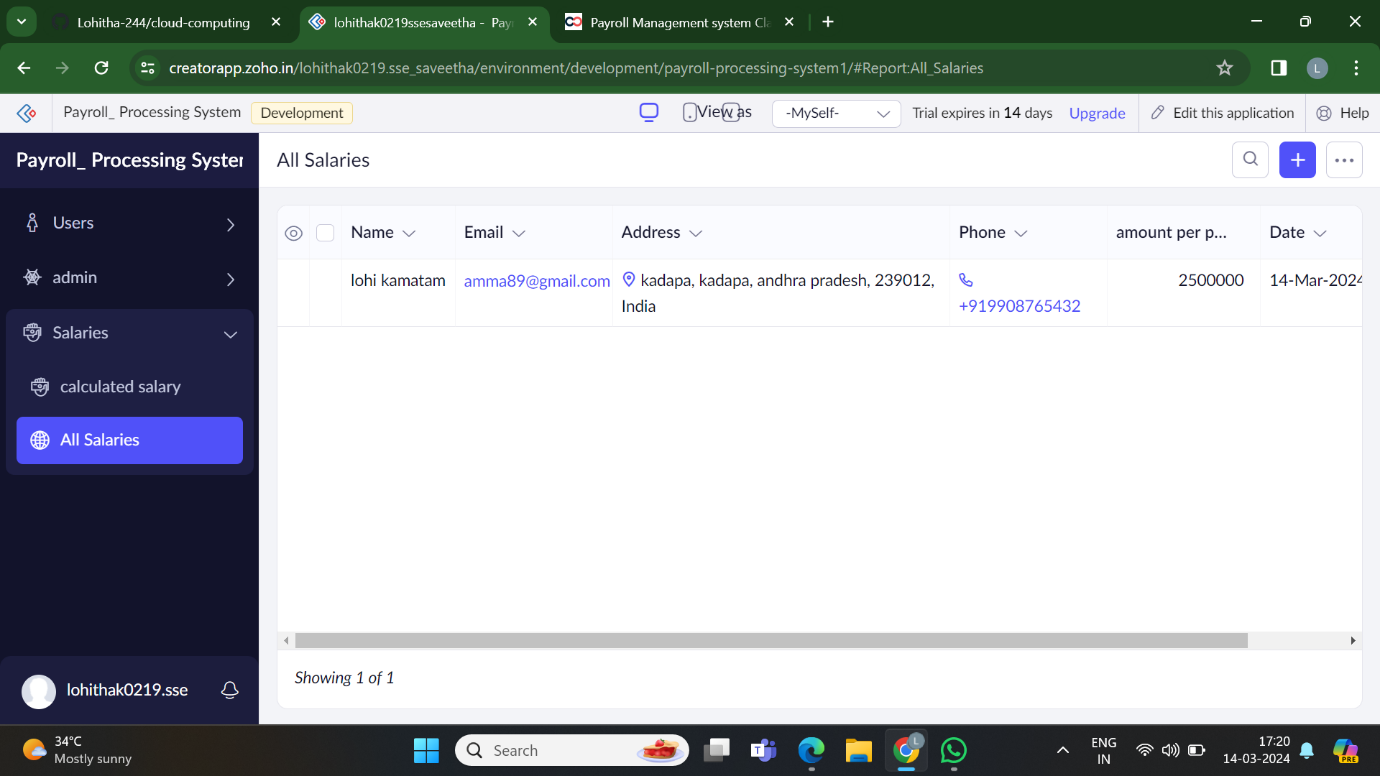 Lohitha-244/cloud-computing
lohithak0219ssesaveetha - Pay
Payroll Management system Cla
creatorapp.zoho.in/lohithak0219.sse_saveetha/environment/development/payroll-processing-system1/#Report:All_Salaries
L
Payroll_ Processing System
Development
View as
-MySelf-
Trial expires in 14 days
Upgrade
Edit this application
Help
Payroll_ Processing System
All Salaries
Users
admin
Salaries
calculated salary
All Salaries
Name
Email
Address
Phone
amount per p...
Date
lohi kamatam
amma89@gmail.com
kadapa, kadapa, andhra pradesh, 239012,
India
+919908765432
2500000
14-Mar-2024
Showing 1 of 1
lohithak0219.sse
34°C
Mostly sunny
Search
T
L
ENG
IN
17:20
14-03-2024
PRE